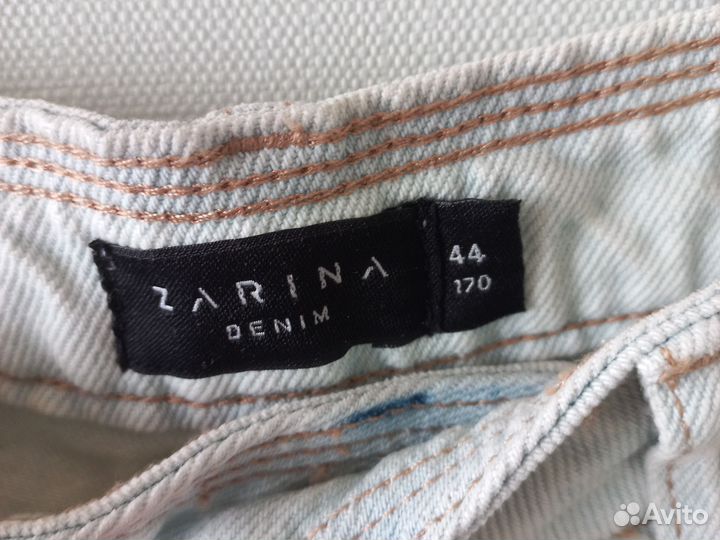 ZARINA
DENIM
44
170
Avito